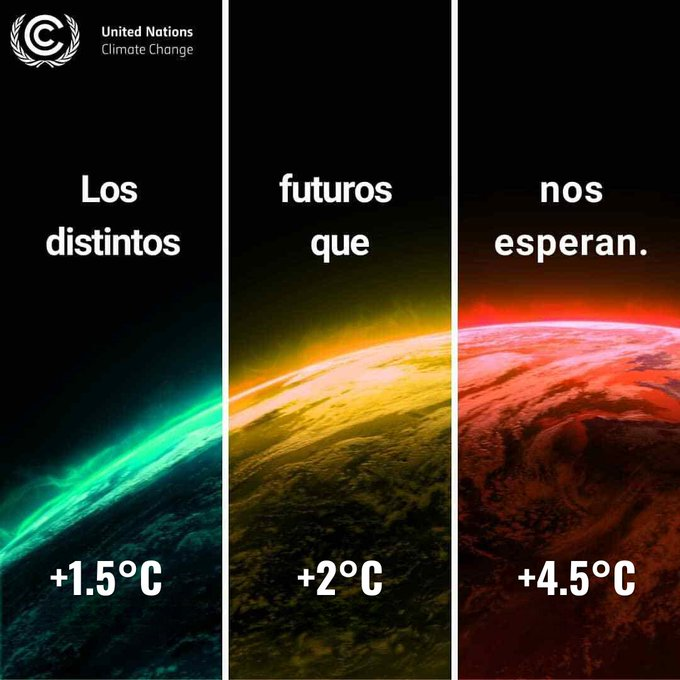 United Nations
Climate Change
Los
distintos
futuros
que
nos
esperan.
+1.5°C
+2°C
+4.5°C